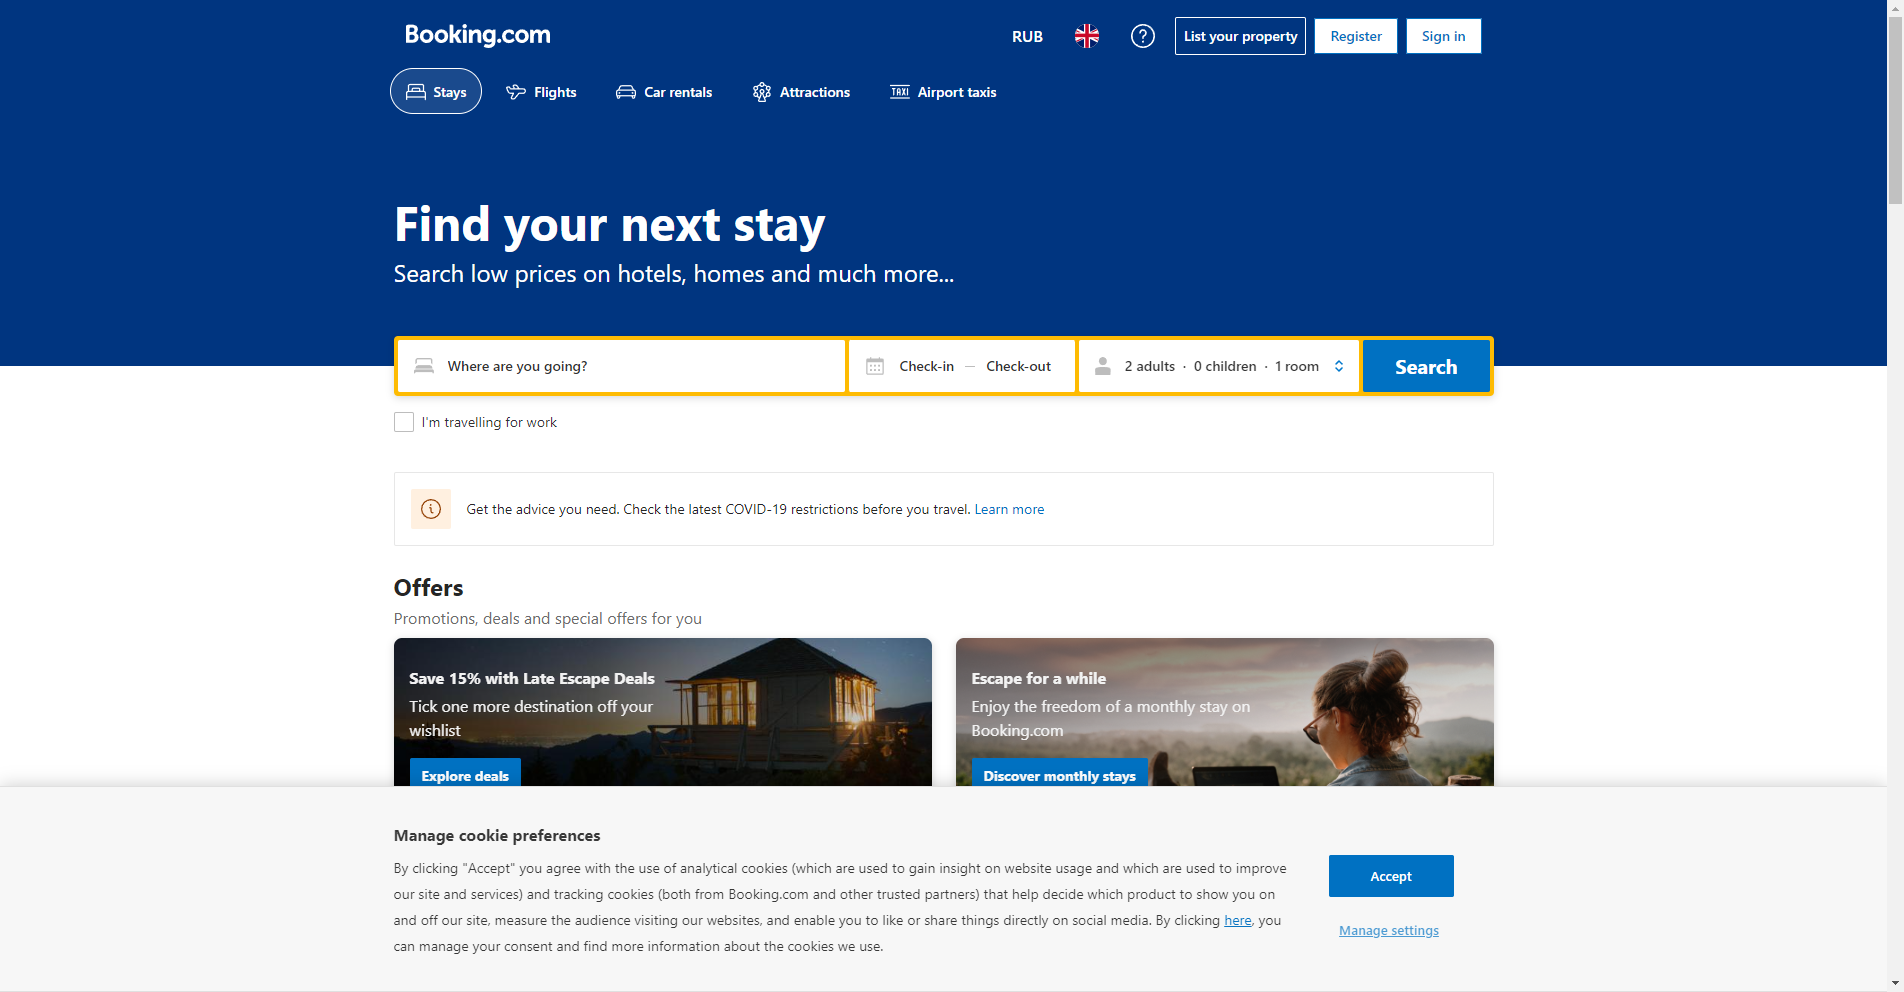 Booking.com
RUB
List your property
Register
Sign in
Stays
Flights
Car rentals
Attractions
TAXI
Airport taxis
Find your next stay
Search low prices on hotels, homes and much more...
Where are you going?
Check-in — Check-out
2 adults · 0 children · 1 room
Search
I'm travelling for work
Get the advice you need. Check the latest COVID-19 restrictions before you travel. Learn more
Offers
Promotions, deals and special offers for you
Save 15% with Late Escape Deals
Tick one more destination off your
wishlist
Explore deals
Escape for a while
Enjoy the freedom of a monthly stay on
Booking.com
Discover monthly stays
Manage cookie preferences
By clicking "Accept" you agree with the use of analytical cookies (which are used to gain insight on website usage and which are used to improve
our site and services) and tracking cookies (both from Booking.com and other trusted partners) that help decide which product to show you on
and off our site, measure the audience visiting our websites, and enable you to like or share things directly on social media. By clicking here, you
can manage your consent and find more information about the cookies we use.
Accept
Manage settings